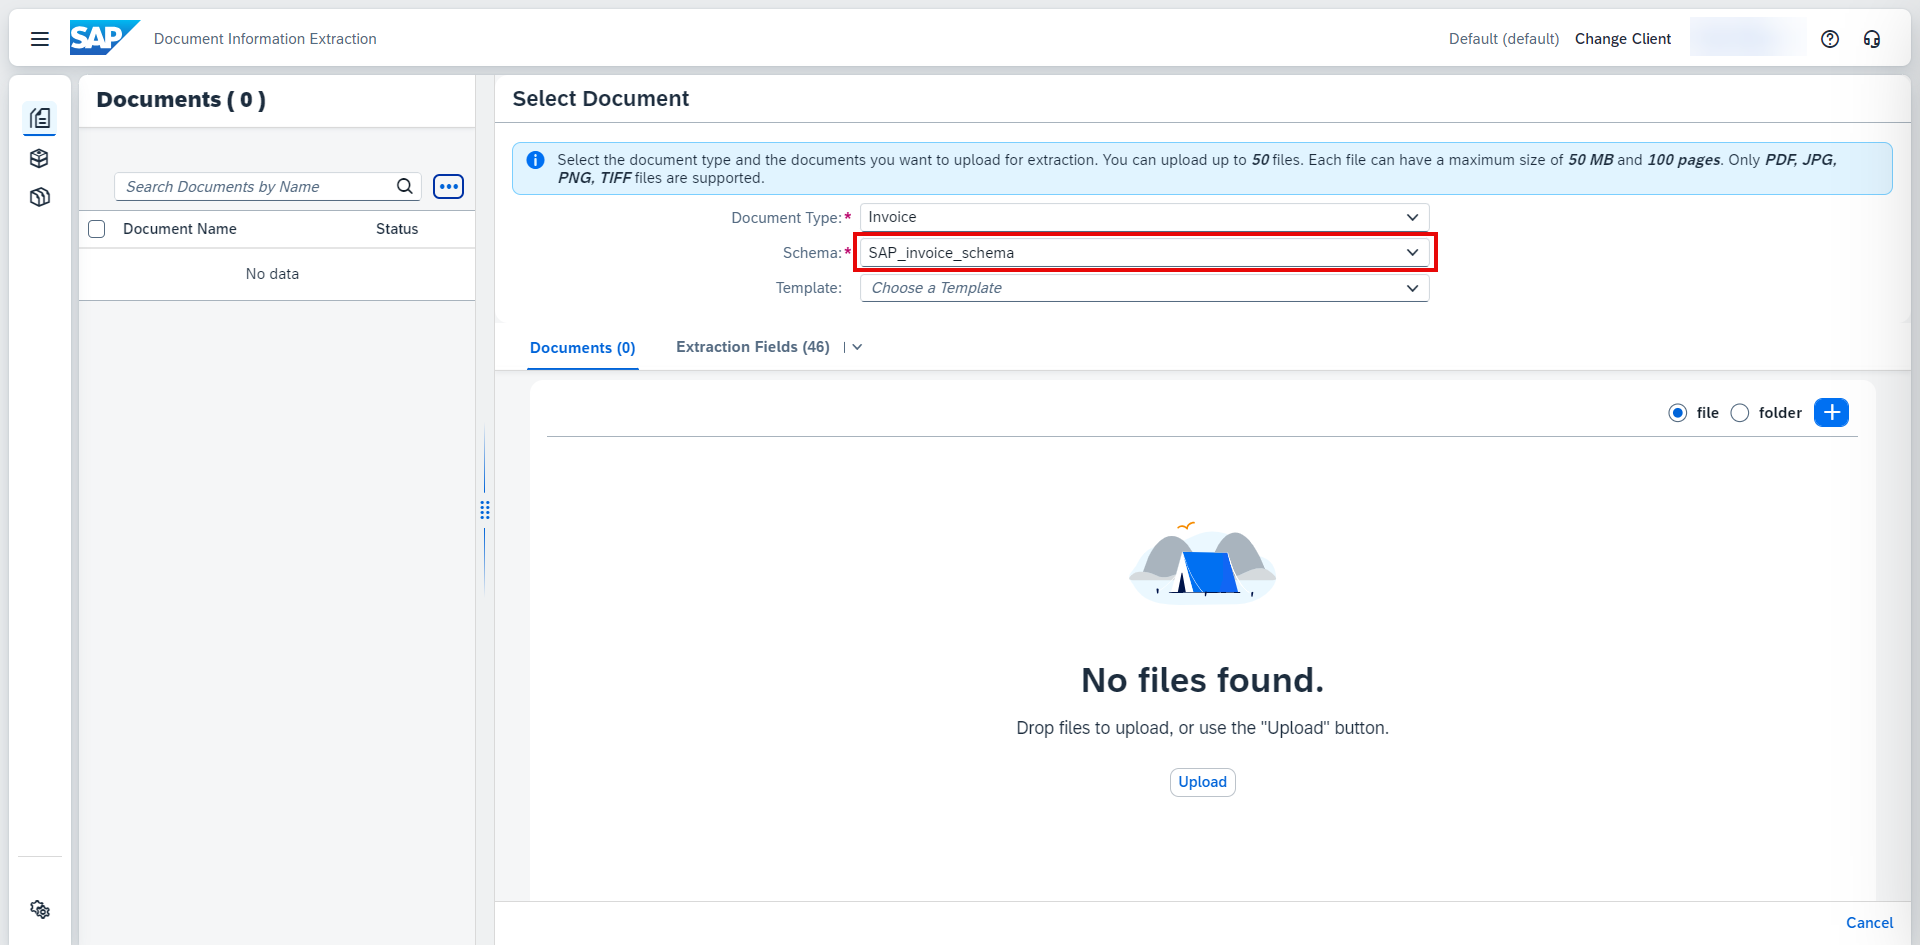 SAP
Document Information Extraction
Default (default)
Change Client
Documents ( 0 )
Search Documents by Name
Document Name
Status
No data
Select Document
Select the document type and the documents you want to upload for extraction. You can upload up to 50 files. Each file can have a maximum size of 50 MB and 100 pages. Only PDF, JPG,
PNG, TIFF files are supported.
Document Type:*
Invoice
Schema:*
SAP_invoice_schema
Template:
Choose a Template
Documents (0)
Extraction Fields (46)
file
folder
No files found.
Drop files to upload, or use the "Upload" button.
Upload
Cancel